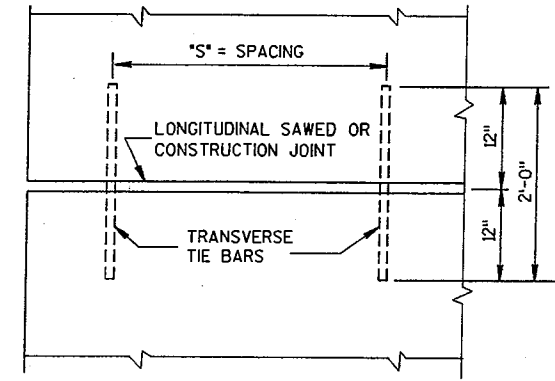 "S" = SPACING
LONGITUDINAL SAWED OR
CONSTRUCTION JOINT
12"
2'-0"
12"
TRANSVERSE
TIE BARS